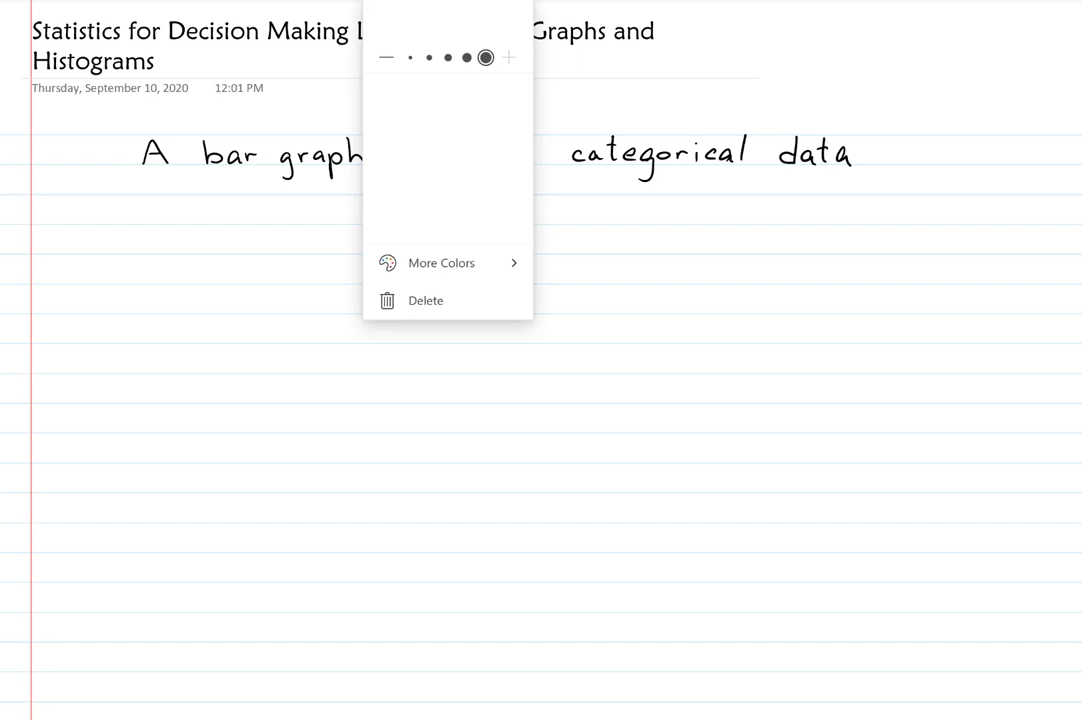 Statistics for Decision Making Graphs and
Histograms
Thursday, September 10, 2020 12:01 PM
A bar graph categorical data
More Colors
Delete